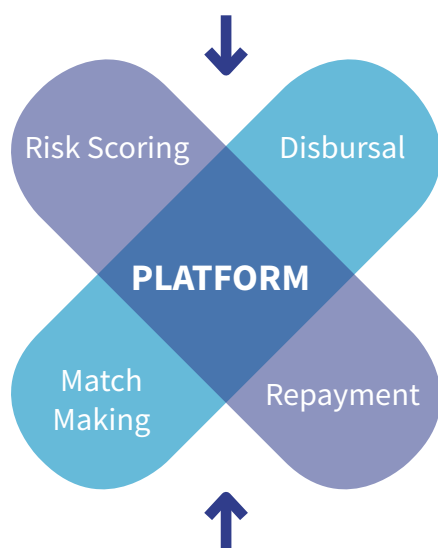 Risk Scoring
Disbursal
PLATFORM
Match
Making
Repayment